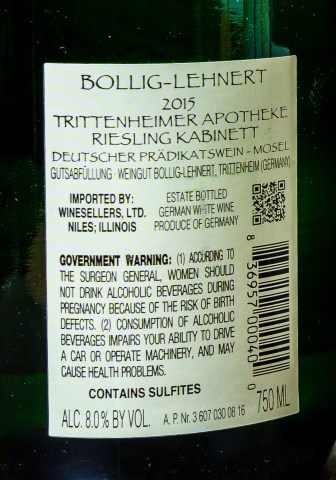 BOLLIG-LEHNERT
2015
TRITTENHEIMER APOTHEKE
RIESLING KABINETT
DEUTSCHER PRÄDIKATSWEIN - MOSEL
GUTSABFÜLLUNG · WEINGUT BOLLIG-LEHNERT, TRITTENHEIM (GERMANY)
IMPORTED BY:
WINESELLERS, LTD.
NILES; ILLINOIS
ESTATE BOTTLED
GERMAN WHITE WINE
PRODUCE OF GERMANY
GOVERNMENT WARNING: (1) ACCORDING TO
THE SURGEON GENERAL, WOMEN SHOULD
NOT DRINK ALCOHOLIC BEVERAGES DURING
PREGNANCY BECAUSE OF THE RISK OF BIRTH
DEFECTS. (2) CONSUMPTION OF ALCOHOLIC
BEVERAGES IMPAIRS YOUR ABILITY TO DRIVE
A CAR OR OPERATE MACHINERY, AND MAY
CAUSE HEALTH PROBLEMS.
8 36957 00040 0
CONTAINS SULFITES
ALC. 8.0% BY VOL.
A. P. Nr. 3 607 030 08 16
750 ML